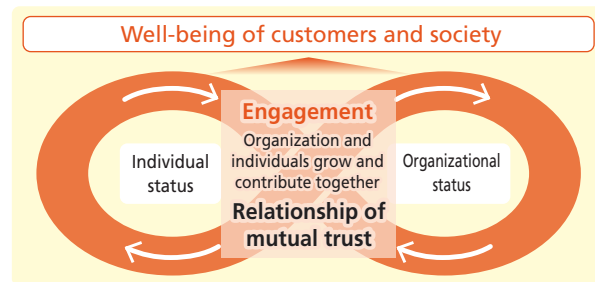 Well-being of customers and society
Engagement
Organization and
individuals grow and
contribute together
Relationship of
mutual trust
Individual
status
Organizational
status